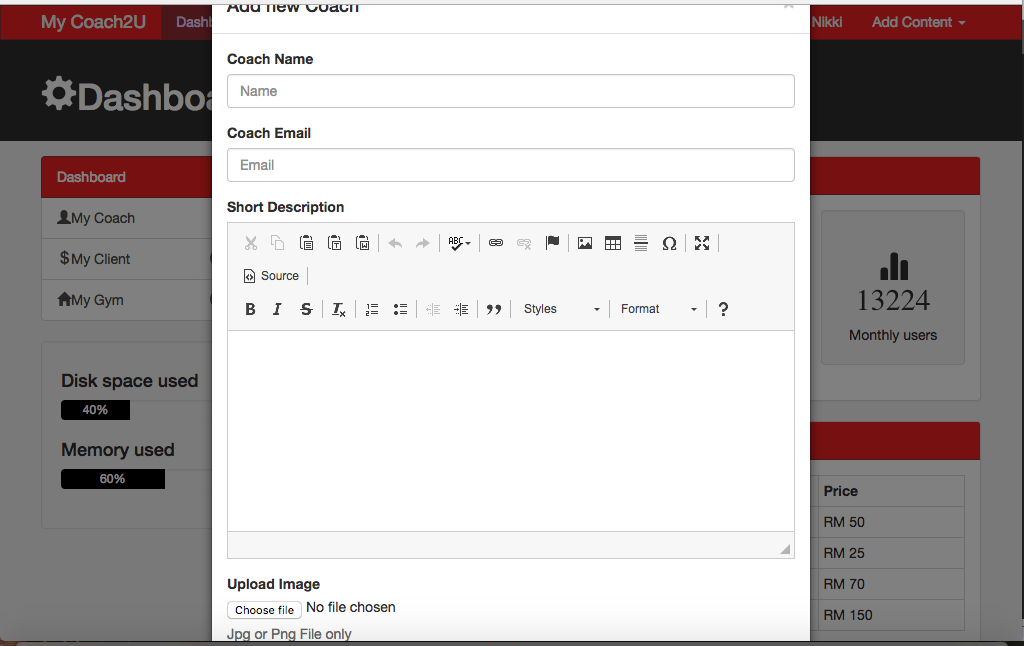 My Coach2U
Dashb
Add new Coach
Nikki
Add Content
Dashboa
Coach Name
Name
Coach Email
Email
Dashboard
My Coach
My Client
My Gym
Short Description
ABC
Source
B I S Ix Styles Format ?
13224
Monthly users
Disk space used
40%
Memory used
60%
Price
RM 50
RM 25
RM 70
RM 150
Upload Image
Choose file No file chosen
Jpg or Png File only